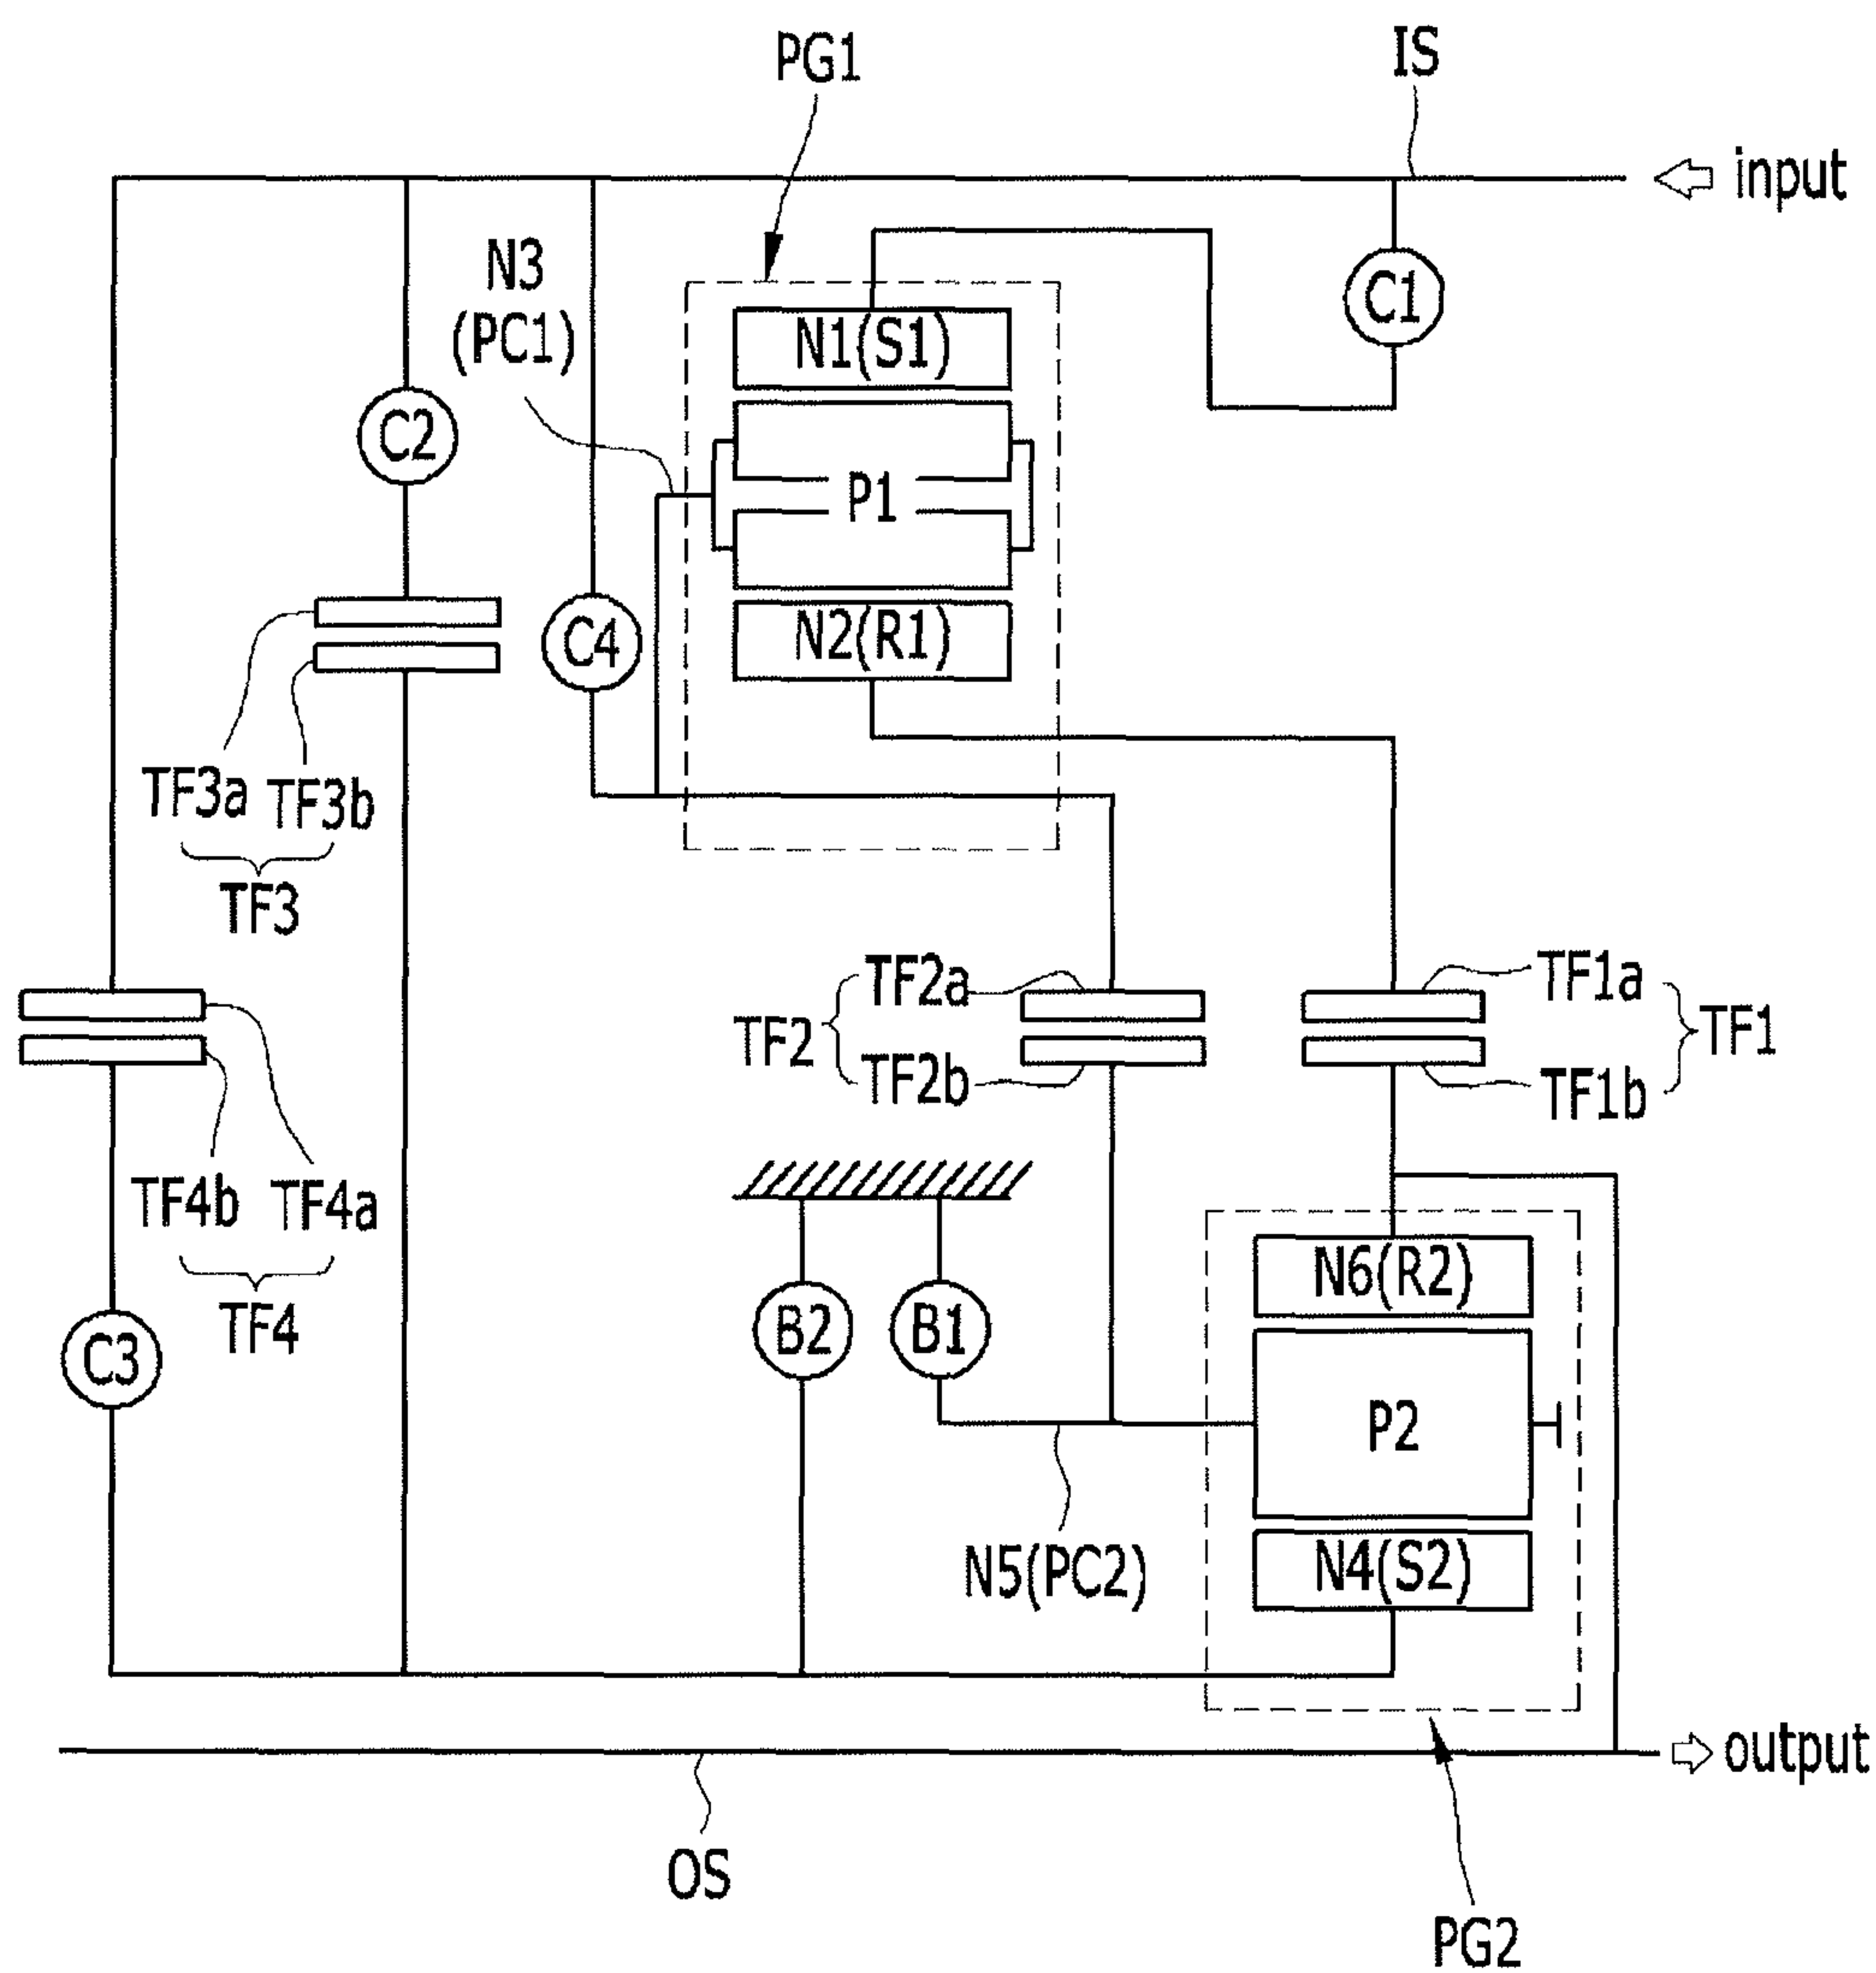 PG1
IS
input
N3
(PC1)
N1(S1)
C1
C2
P1
C4
N2(R1)
TF3a
TF3b
TF3
TF2a
TF1a
TF2
TF1
TF2b
TF1b
TF4b
TF4a
TF4
N6(R2)
B2
B1
C3
P2
N5(PC2)
N4(S2)
output
OS
PG2